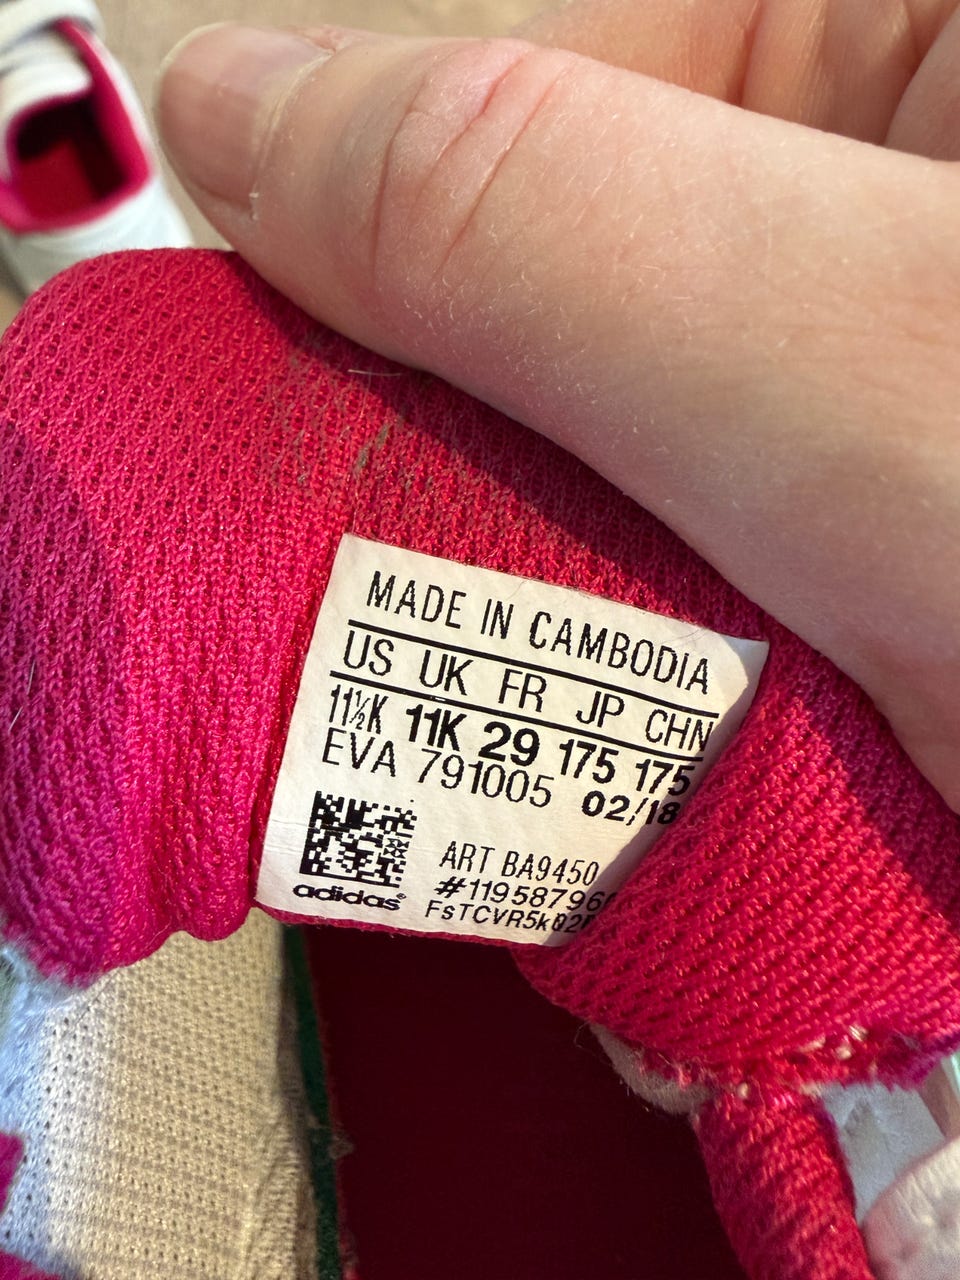 MADE IN CAMBODIA
US UK FR JP CHN
11½K 11K 29 175 175
EVA 791005 02/18
ART BA9450
adidas®